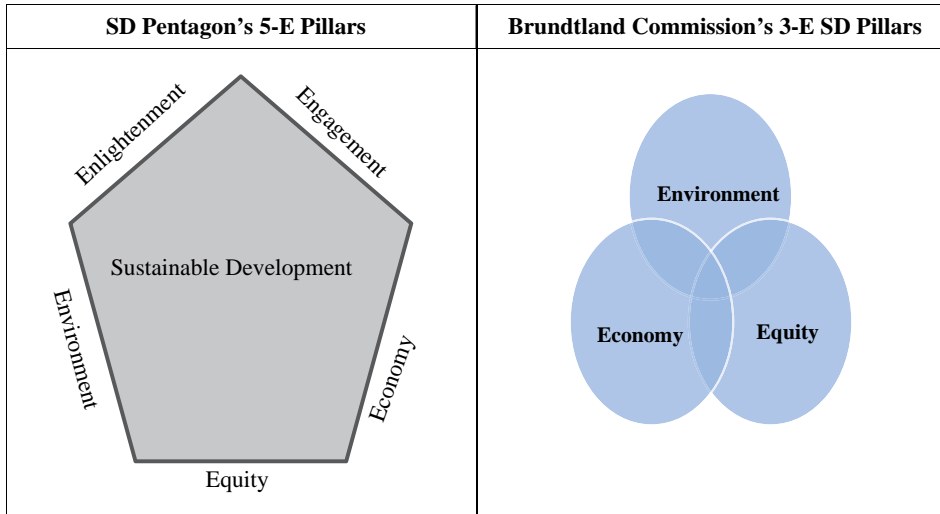 SD Pentagon’s 5-E Pillars
Brundtland Commission’s 3-E SD Pillars
Enlightenment
Engagement
Sustainable Development
Environment
Economy
Equity
Environment
Economy
Equity